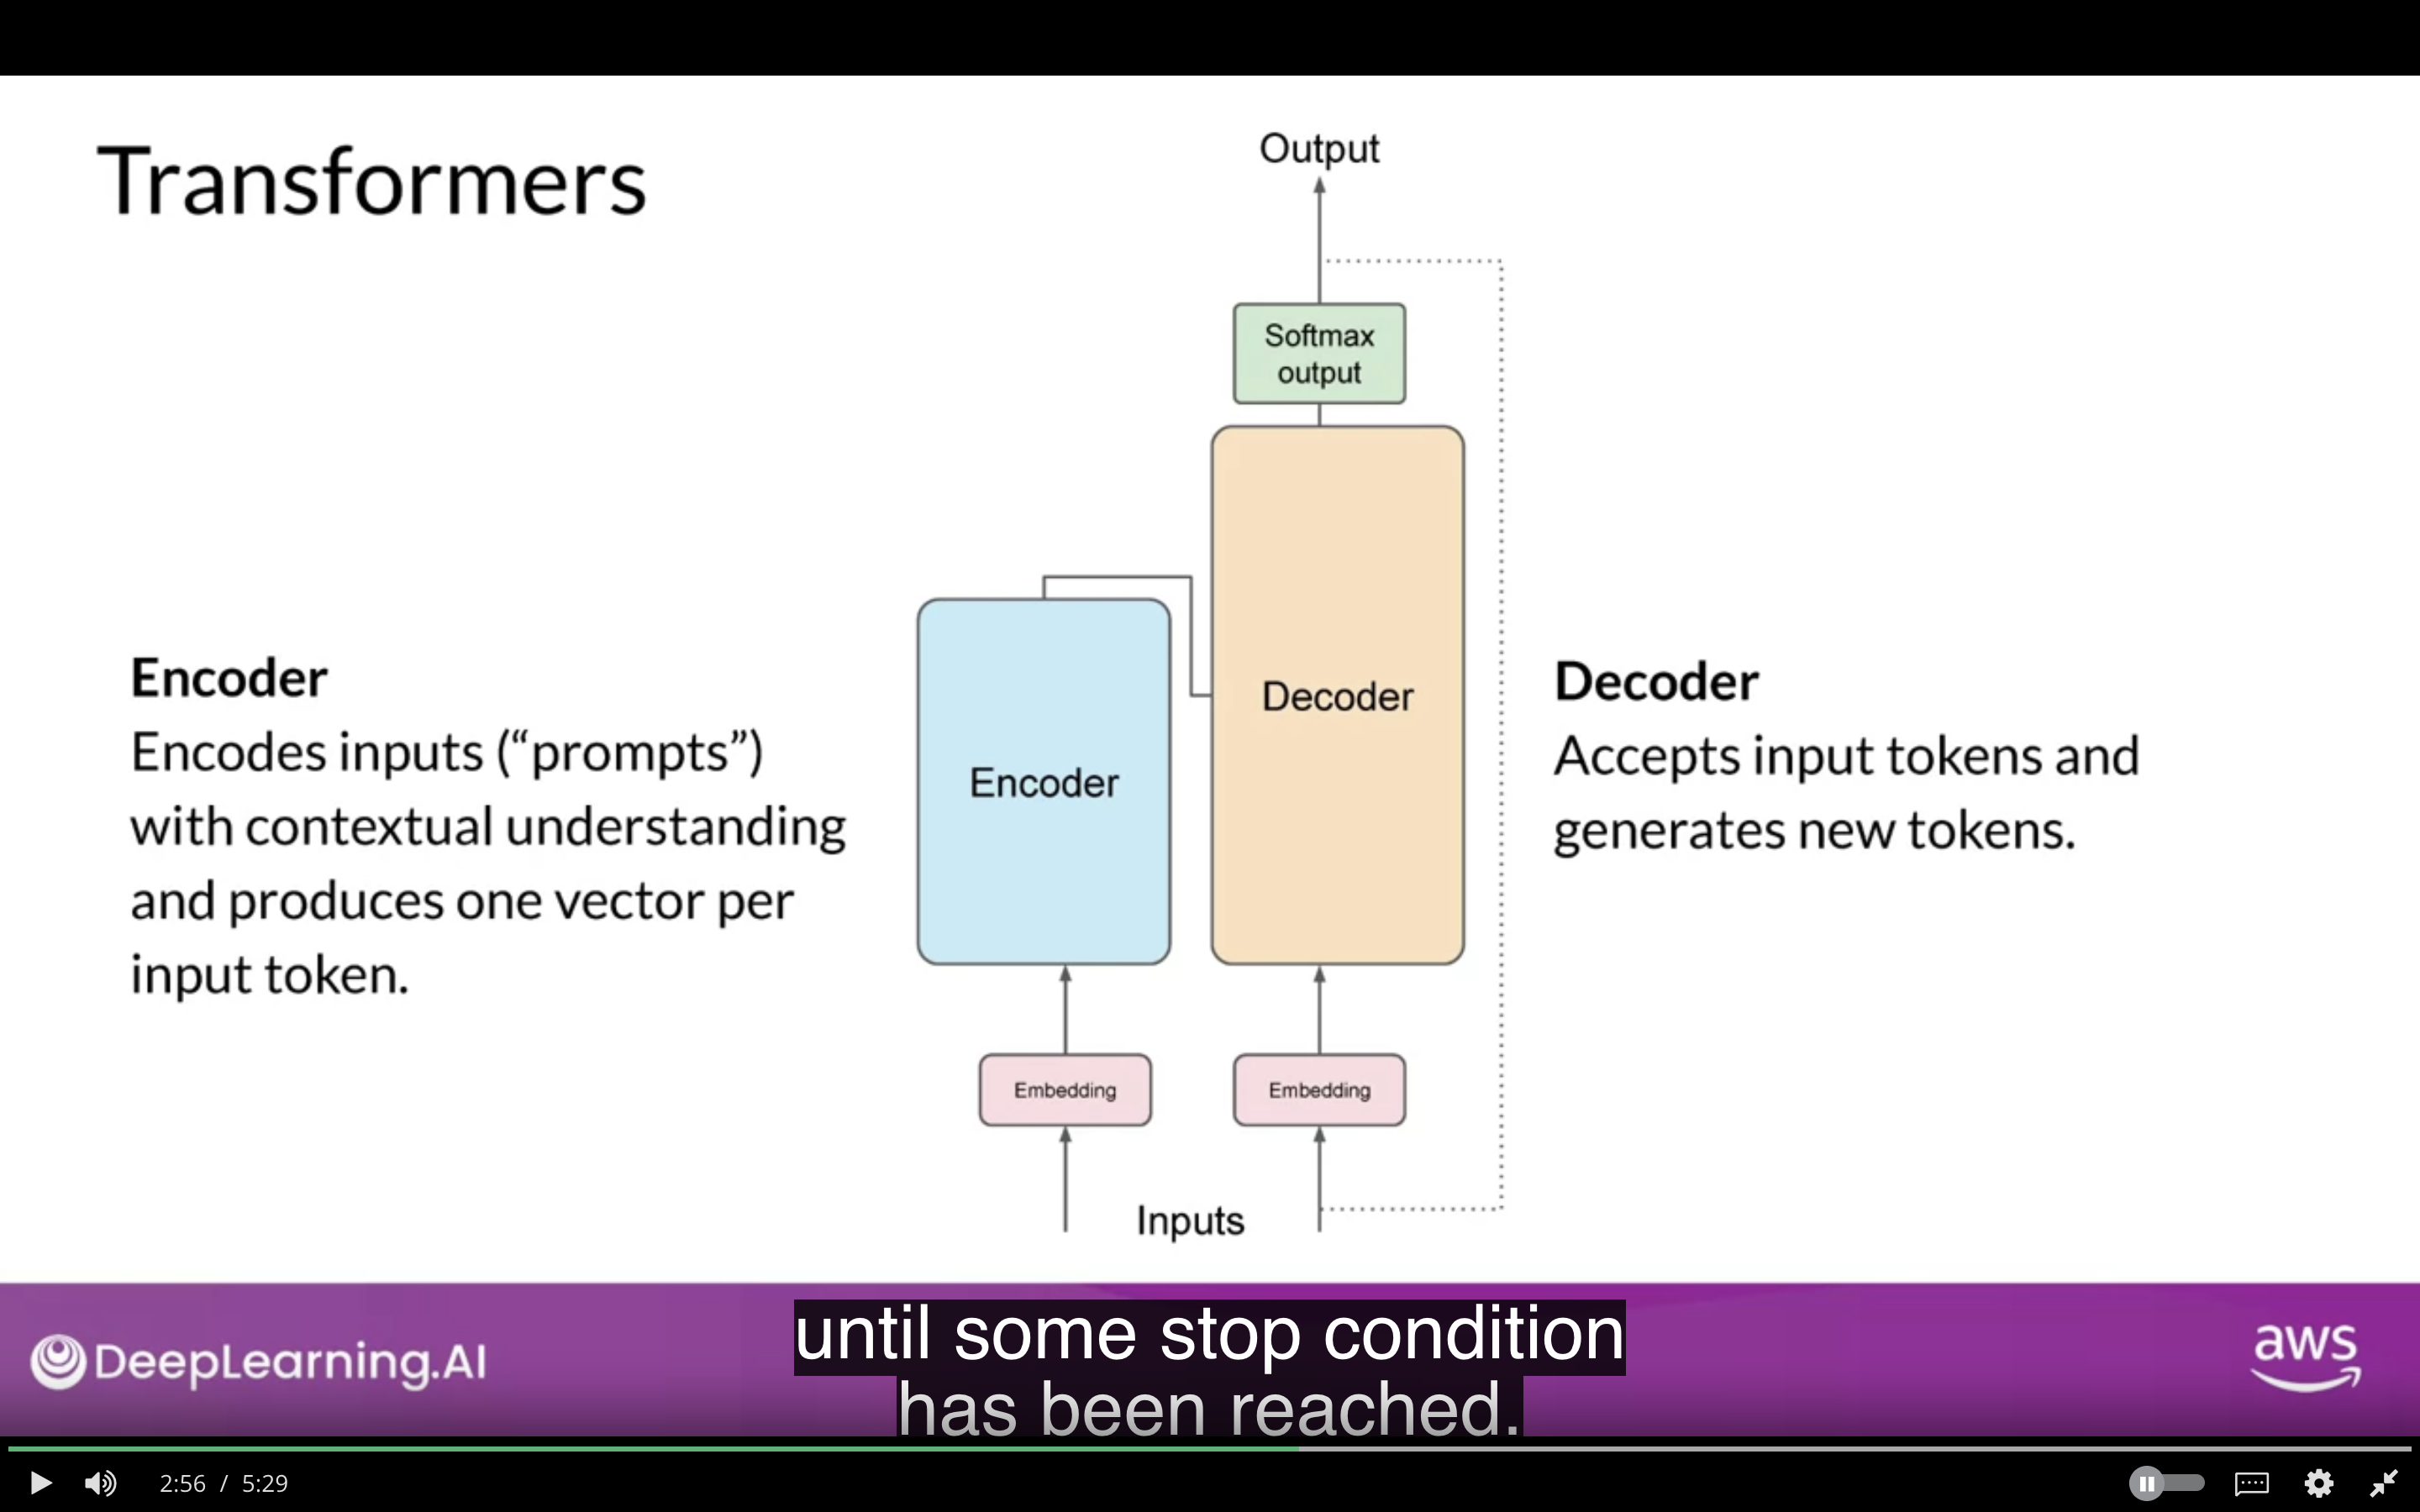 Transformers
Output
Softmax
output
Encoder
Encodes inputs (“prompts”)
with contextual understanding
and produces one vector per
input token.
Encoder
Decoder
Decoder
Accepts input tokens and
generates new tokens.
Embedding
Embedding
Inputs
DeepLearning.AI
until some stop condition
has been reached.
aws
2:56 / 5:29